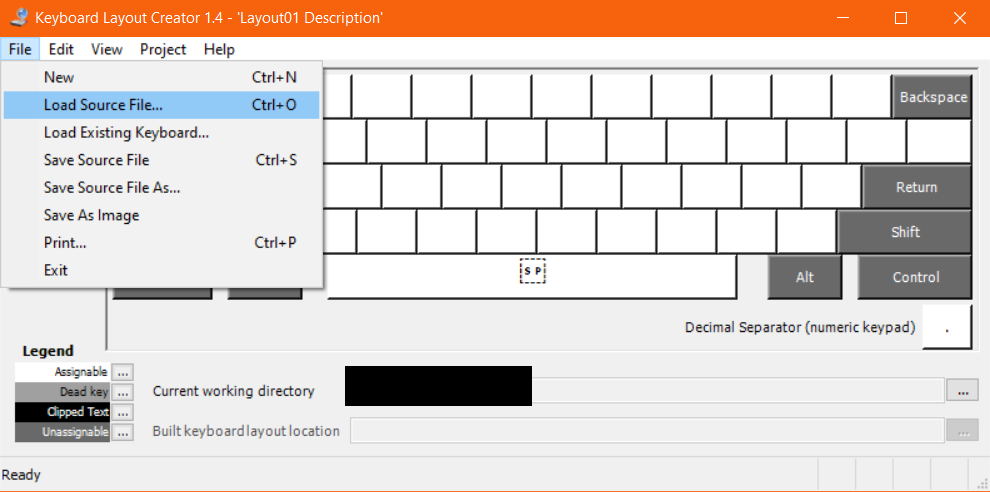 Keyboard Layout Creator 1.4 - 'Layout01 Description'
File Edit View Project Help
New Ctrl+N
Load Source File... Ctrl+O
Load Existing Keyboard...
Save Source File Ctrl+S
Save Source File As...
Save As Image
Print... Ctrl+P
Exit
Backspace
Return
Shift
SP
Alt
Control
Decimal Separator (numeric keypad) .
Legend
Assignable ...
Dead key ...
Clipped Text ...
Unassignable ...
Current working directory ...
Built keyboard layout location ...
Ready